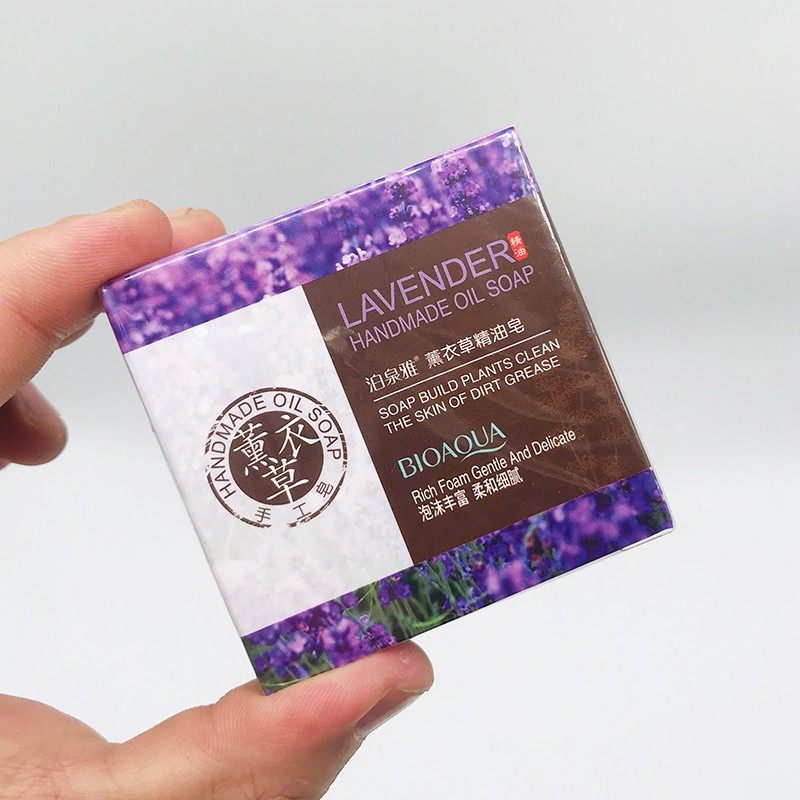 LAVENDER
精油
HANDMADE OIL SOAP
泊泉雅® 薰衣草精油皂
SOAP BUILD PLANTS CLEAN
THE SKIN OF DIRT GREASE
BIOAQUA
Rich Foam Gentle And Delicate
泡沫丰富 柔和细腻
HANDMADE OIL SOAP
薰衣草
手工皂